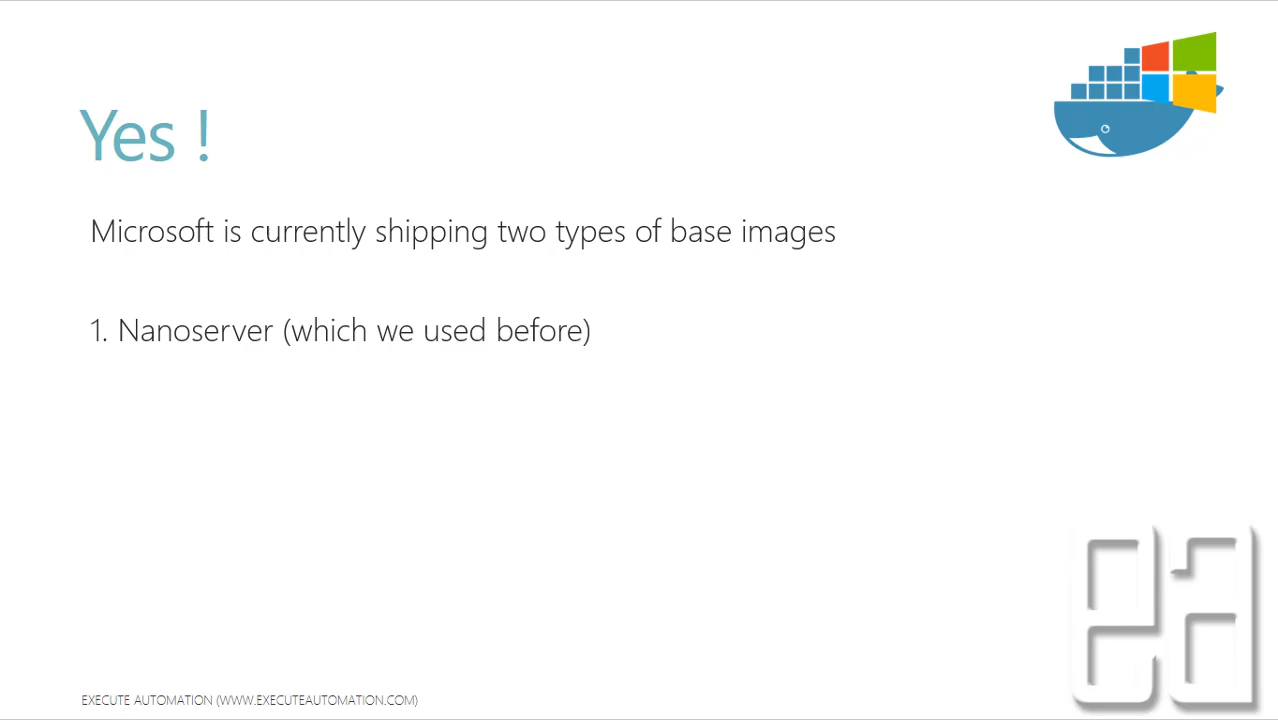 Yes !
Microsoft is currently shipping two types of base images
1. Nanoserver (which we used before)
ea
EXECUTE AUTOMATION (WWW.EXECUTEAUTOMATION.COM)